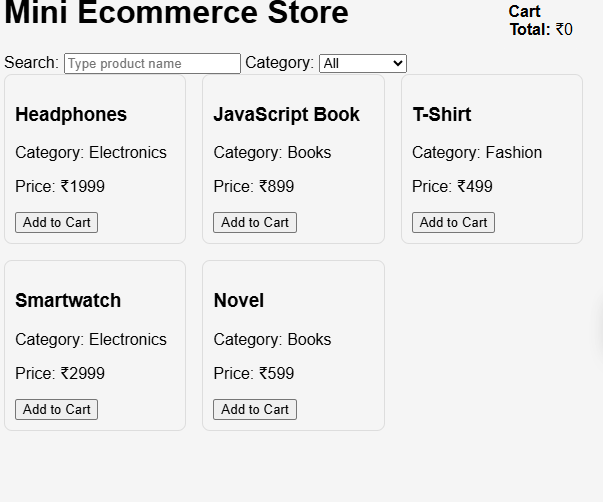 Mini Ecommerce Store
Cart
Total: ₹0
Search: Type product name Category: All
Headphones
Category: Electronics
Price: ₹1999
Add to Cart
JavaScript Book
Category: Books
Price: ₹899
Add to Cart
T-Shirt
Category: Fashion
Price: ₹499
Add to Cart
Smartwatch
Category: Electronics
Price: ₹2999
Add to Cart
Novel
Category: Books
Price: ₹599
Add to Cart